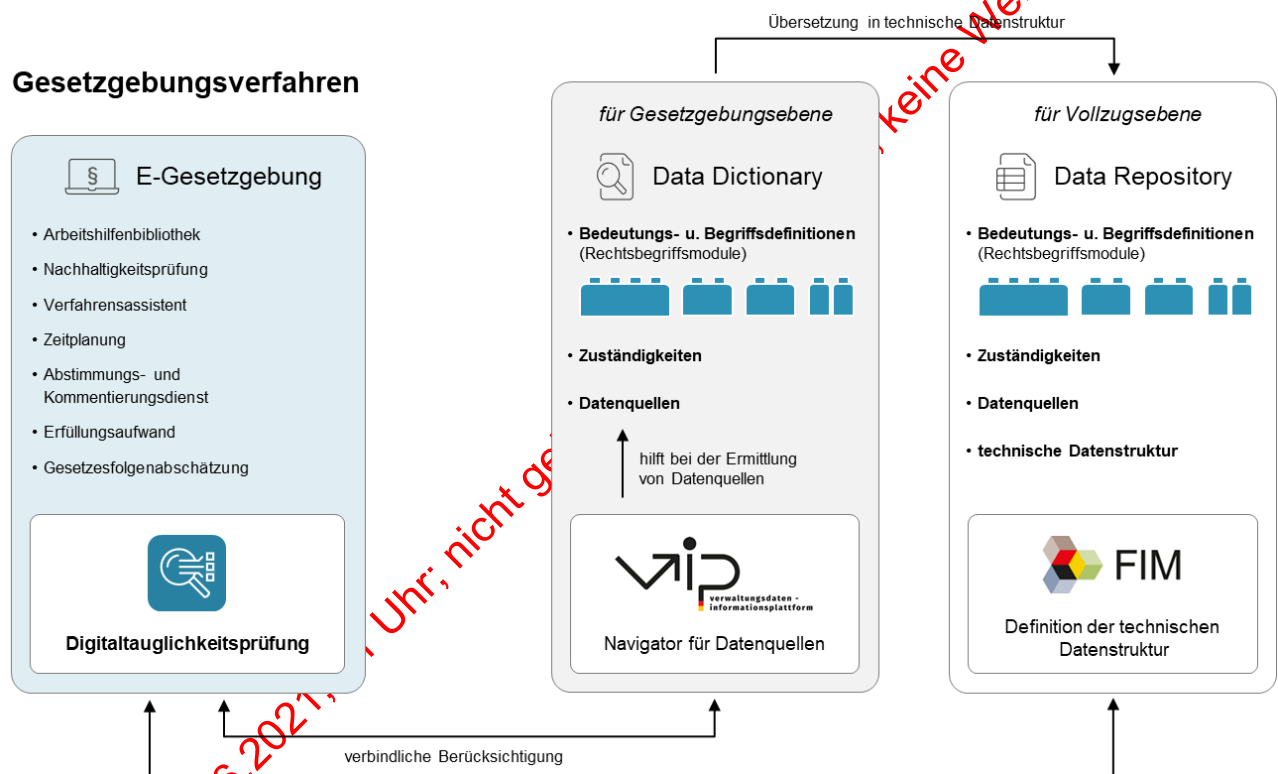 Übersetzung in technische Datenstruktur
Gesetzgebungsverfahren
§ E-Gesetzgebung
• Arbeitshilfenbibliothek
• Nachhaltigkeitsprüfung
• Verfahrensassistent
• Zeitplanung
• Abstimmungs- und
Kommentierungsdienst
• Erfüllungsaufwand
• Gesetzesfolgenabschätzung
Digitaltauglichkeitsprüfung
für Gesetzgebungsebene
Data Dictionary
• Bedeutungs- u. Begriffsdefinitionen
(Rechtsbegriffsmodule)
• Zuständigkeiten
• Datenquellen
hilft bei der Ermittlung
von Datenquellen
vip
verwaltungsdaten -
informationsplattform
Navigator für Datenquellen
für Vollzugsebene
Data Repository
• Bedeutungs- u. Begriffsdefinitionen
(Rechtsbegriffsmodule)
• Zuständigkeiten
• Datenquellen
• technische Datenstruktur
FIM
Definition der technischen
Datenstruktur
verbindliche Berücksichtigung
2021, Uhr; nicht keine